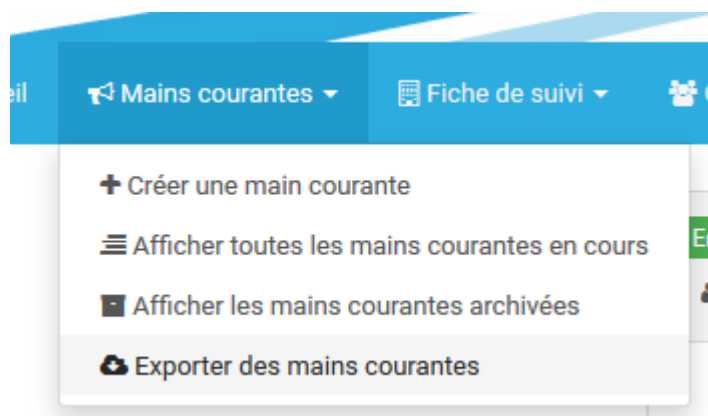 Mains courantes
Fiche de suivi
Créer une main courante
Afficher toutes les mains courantes en cours
Afficher les mains courantes archivées
Exporter des mains courantes